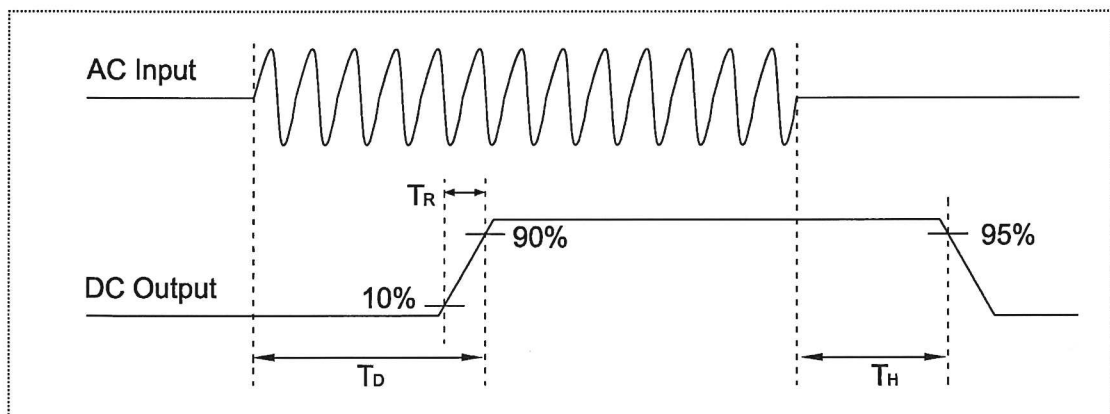 AC Input
TR
90%
95%
DC Output
10%
TD
TH